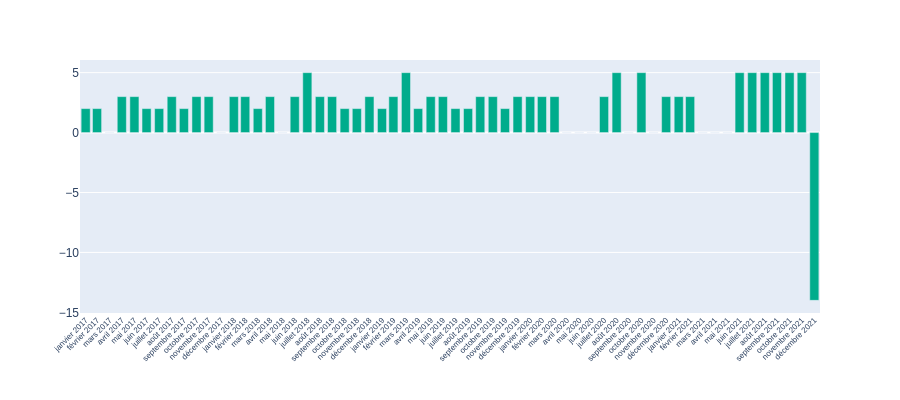 5
0
−5
−10
−15
janvier 2017
février 2017
mars 2017
avril 2017
mai 2017
juin 2017
juillet 2017
août 2017
septembre 2017
octobre 2017
novembre 2017
décembre 2017
janvier 2018
février 2018
mars 2018
avril 2018
mai 2018
juin 2018
juillet 2018
août 2018
septembre 2018
octobre 2018
novembre 2018
décembre 2018
janvier 2019
février 2019
mars 2019
avril 2019
mai 2019
juin 2019
juillet 2019
août 2019
septembre 2019
octobre 2019
novembre 2019
décembre 2019
janvier 2020
février 2020
mars 2020
avril 2020
mai 2020
juin 2020
juillet 2020
août 2020
septembre 2020
octobre 2020
novembre 2020
décembre 2020
janvier 2021
février 2021
mars 2021
avril 2021
mai 2021
juin 2021
juillet 2021
août 2021
septembre 2021
octobre 2021
novembre 2021
décembre 2021